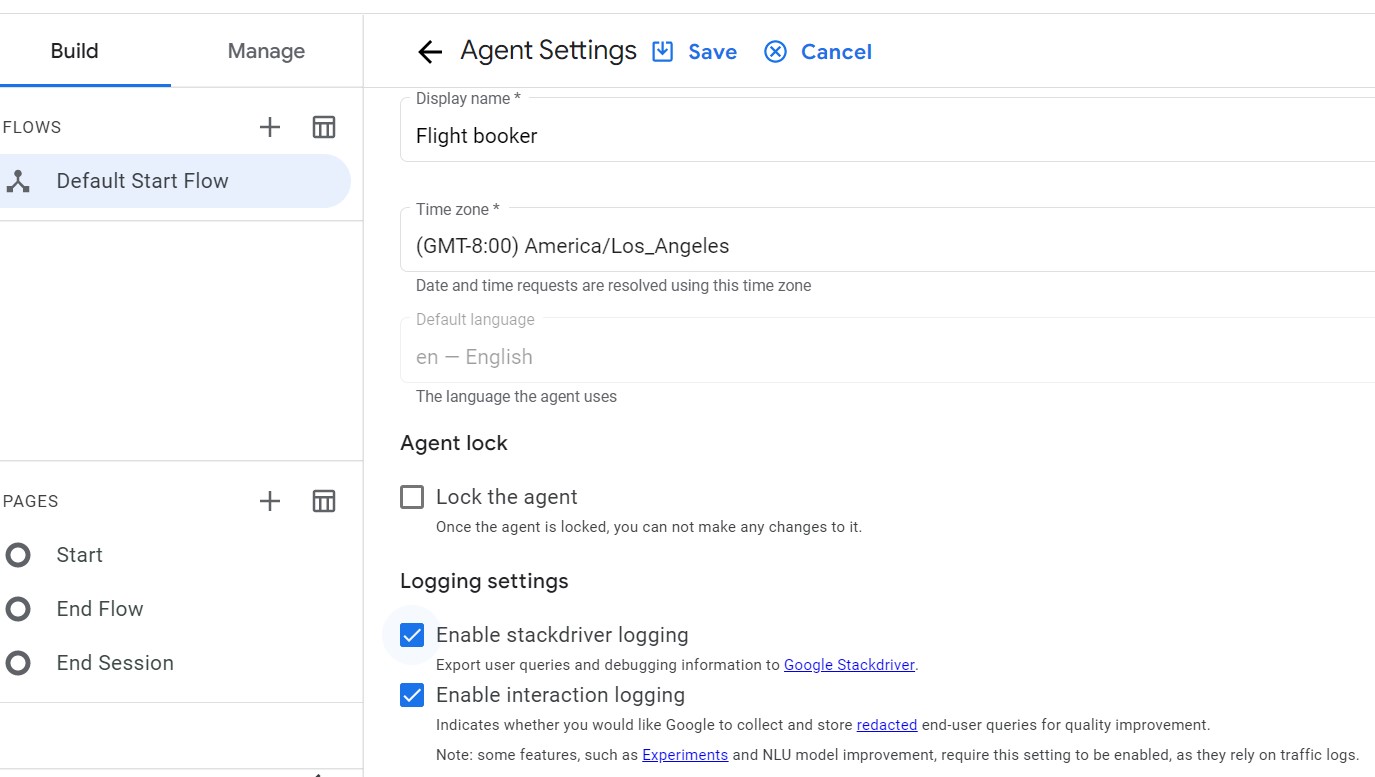 Build
Manage
Agent Settings
Save
Cancel
FLOWS
Default Start Flow
PAGES
Start
End Flow
End Session
Display name *
Flight booker
Time zone *
(GMT-8:00) America/Los_Angeles
Date and time requests are resolved using this time zone
Default language
en — English
The language the agent uses
Agent lock
Lock the agent
Once the agent is locked, you can not make any changes to it.
Logging settings
Enable stackdriver logging
Export user queries and debugging information to Google Stackdriver.
Enable interaction logging
Indicates whether you would like Google to collect and store redacted end-user queries for quality improvement.
Note: some features, such as Experiments and NLU model improvement, require this setting to be enabled, as they rely on traffic logs.